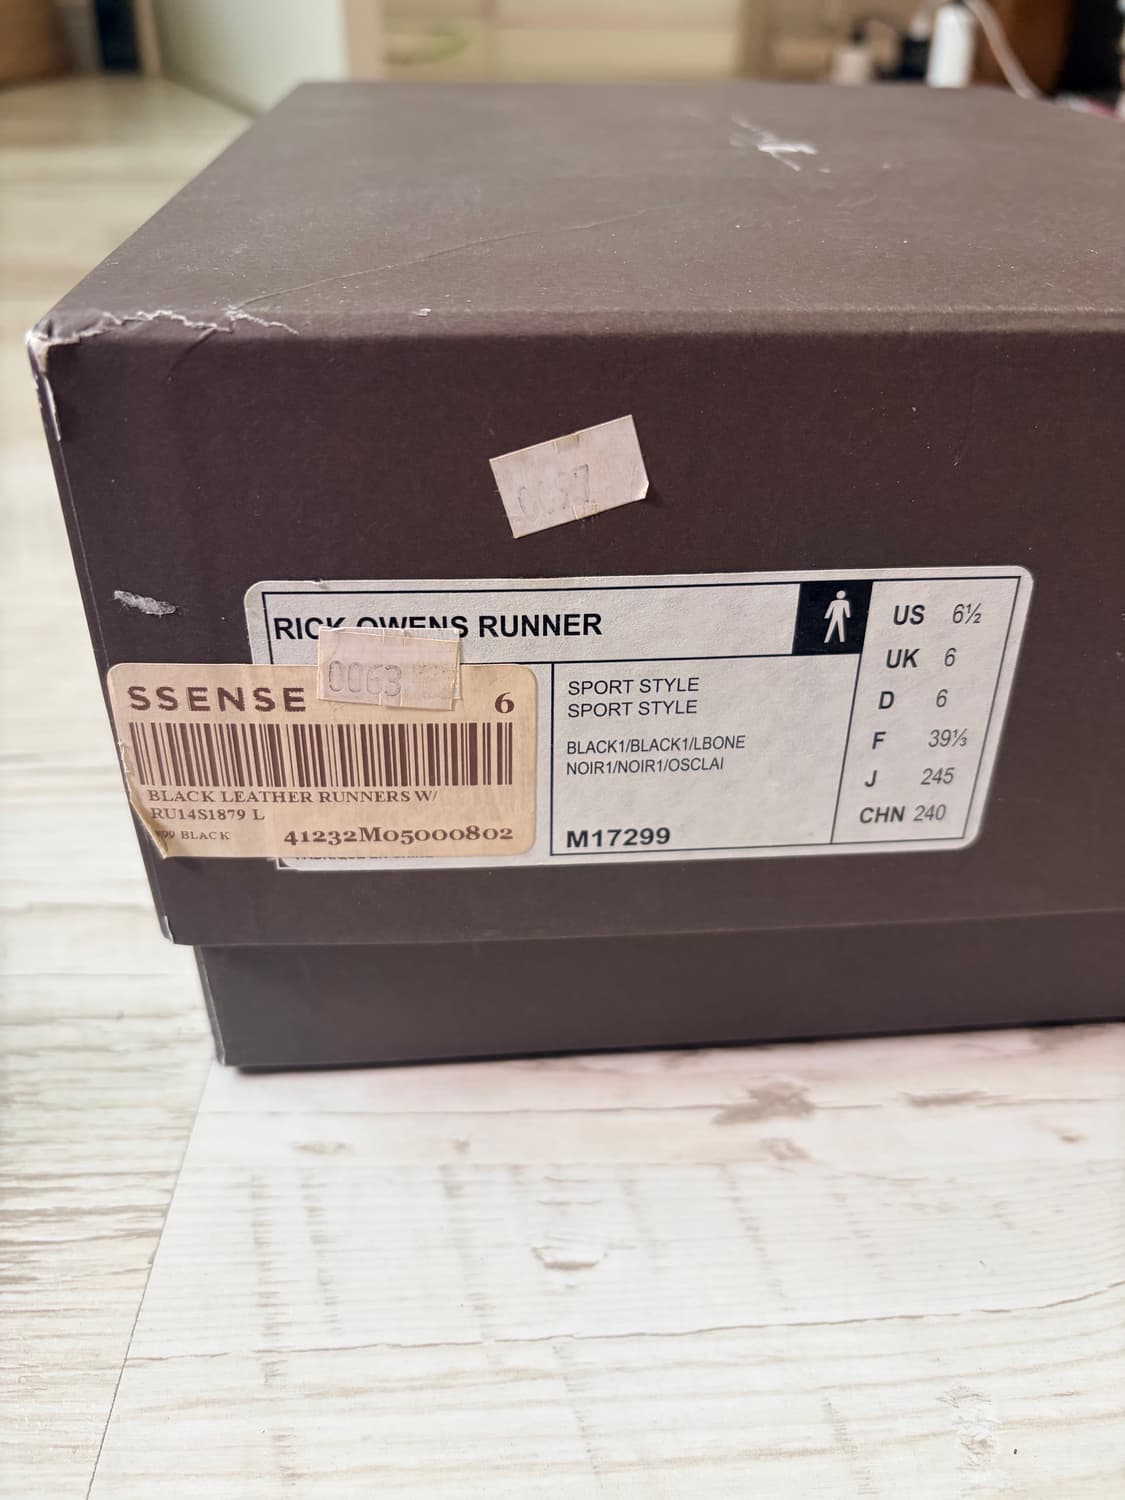 RICK OWENS RUNNER
0063
SSENSE 6
BLACK LEATHER RUNNERS W/
RU14S1879 L
BLACK 41232M05000802
SPORT STYLE
SPORT STYLE
BLACK1/BLACK1/LBONE
NOIR1/NOIR1/OSCLAI
M17299
US 6½
UK 6
D 6
F 39⅓
J 245
CHN 240